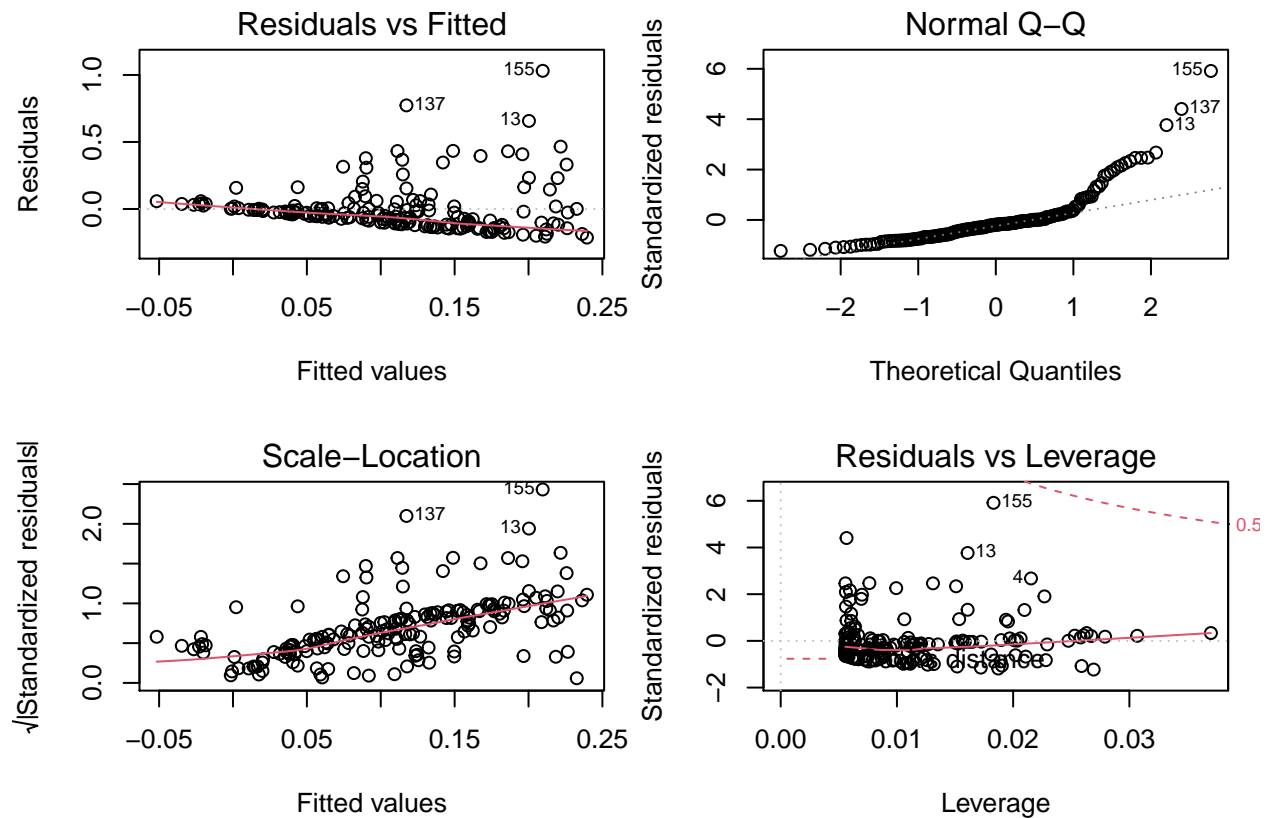 Residuals vs Fitted
Residuals
0.0 0.5 1.0
155
137
13
−0.05 0.05 0.15 0.25
Fitted values
Normal Q−Q
Standardized residuals
0 2 4 6
155
137
13
−2 −1 0 1 2
Theoretical Quantiles
Scale−Location
√|Standardized residuals|
0.0 1.0 2.0
155
137
13
−0.05 0.05 0.15 0.25
Fitted values
Residuals vs Leverage
Standardized residuals
−2 0 2 4 6
155
13
4
0.5
distance
0.00 0.01 0.02 0.03
Leverage